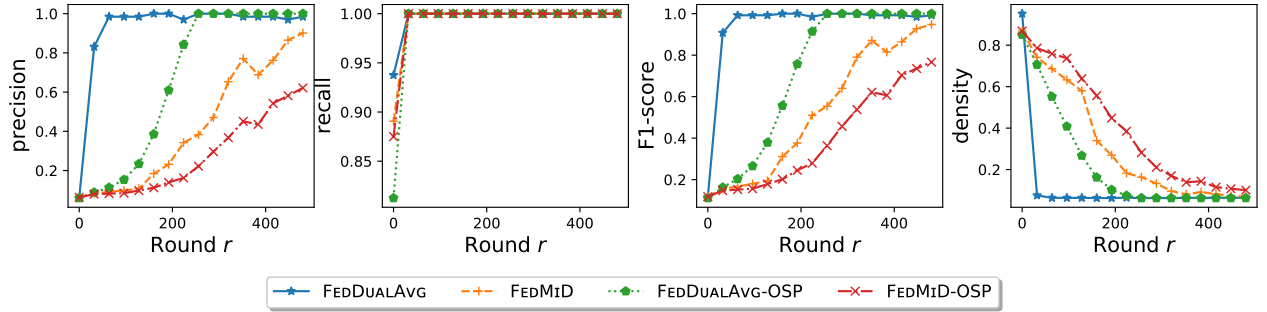 precision
1.0
0.8
0.6
0.4
0.2
0
200
400
Round r
recall
1.00
0.95
0.90
0.85
0
200
400
Round r
F1-score
1.0
0.8
0.6
0.4
0.2
0
200
400
Round r
density
0.8
0.6
0.4
0.2
0
200
400
Round r
FEDDUALAVG
FEDMID
FEDDUALAVG-OSP
FEDMID-OSP